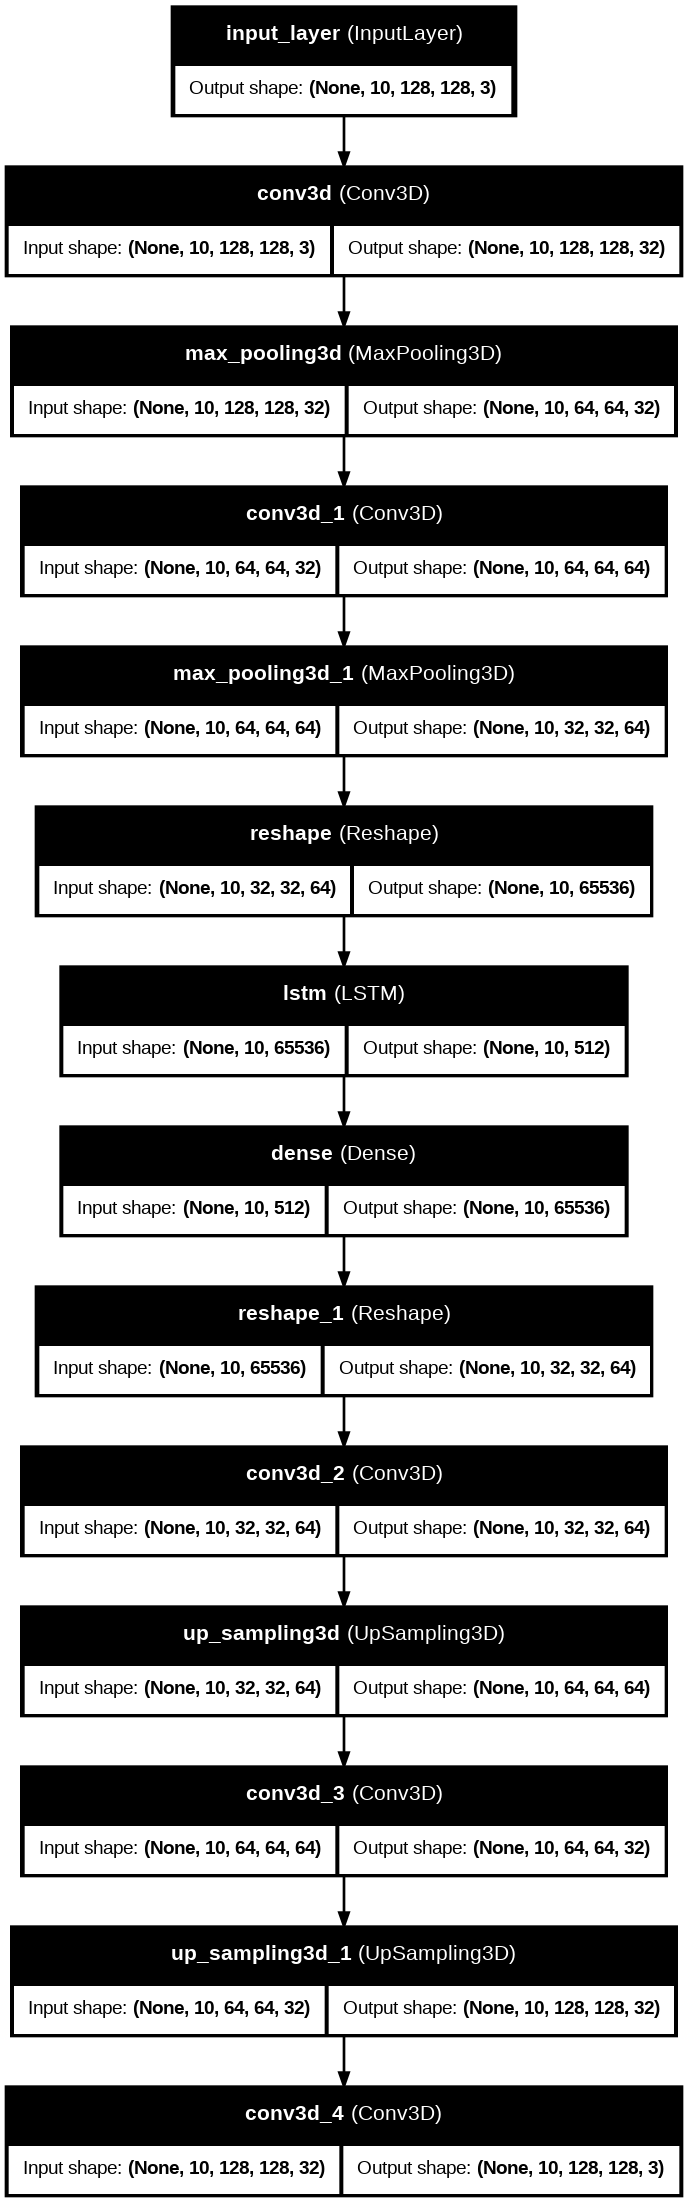 input_layer (InputLayer)
Output shape: (None, 10, 128, 128, 3)
conv3d (Conv3D)
Input shape: (None, 10, 128, 128, 3) Output shape: (None, 10, 128, 128, 32)
max_pooling3d (MaxPooling3D)
Input shape: (None, 10, 128, 128, 32) Output shape: (None, 10, 64, 64, 32)
conv3d_1 (Conv3D)
Input shape: (None, 10, 64, 64, 32) Output shape: (None, 10, 64, 64, 64)
max_pooling3d_1 (MaxPooling3D)
Input shape: (None, 10, 64, 64, 64) Output shape: (None, 10, 32, 32, 64)
reshape (Reshape)
Input shape: (None, 10, 32, 32, 64) Output shape: (None, 10, 65536)
lstm (LSTM)
Input shape: (None, 10, 65536) Output shape: (None, 10, 512)
dense (Dense)
Input shape: (None, 10, 512) Output shape: (None, 10, 65536)
reshape_1 (Reshape)
Input shape: (None, 10, 65536) Output shape: (None, 10, 32, 32, 64)
conv3d_2 (Conv3D)
Input shape: (None, 10, 32, 32, 64) Output shape: (None, 10, 32, 32, 64)
up_sampling3d (UpSampling3D)
Input shape: (None, 10, 32, 32, 64) Output shape: (None, 10, 64, 64, 64)
conv3d_3 (Conv3D)
Input shape: (None, 10, 64, 64, 64) Output shape: (None, 10, 64, 64, 32)
up_sampling3d_1 (UpSampling3D)
Input shape: (None, 10, 64, 64, 32) Output shape: (None, 10, 128, 128, 32)
conv3d_4 (Conv3D)
Input shape: (None, 10, 128, 128, 32) Output shape: (None, 10, 128, 128, 3)